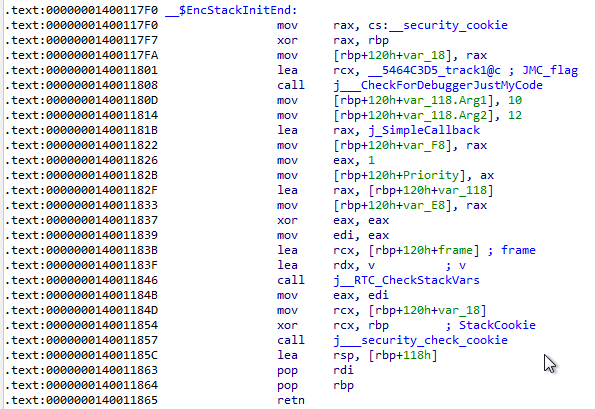 .text:00000001400117F0 __$EncStackInitEnd:
.text:00000001400117F0 mov rax, cs:__security_cookie
.text:00000001400117F7 xor rax, rbp
.text:00000001400117FA mov [rbp+120h+var_18], rax
.text:0000000140011801 lea rcx, __5464C3D5_track1@c ; JMC_flag
.text:0000000140011808 call j___CheckForDebuggerJustMyCode
.text:000000014001180D mov [rbp+120h+var_118.Arg1], 10
.text:0000000140011814 mov [rbp+120h+var_118.Arg2], 12
.text:000000014001181B lea rax, j_SimpleCallback
.text:0000000140011822 mov [rbp+120h+var_F8], rax
.text:0000000140011826 mov eax, 1
.text:000000014001182B mov [rbp+120h+Priority], ax
.text:000000014001182F lea rax, [rbp+120h+var_118]
.text:0000000140011833 mov [rbp+120h+var_E8], rax
.text:0000000140011837 xor eax, eax
.text:0000000140011839 mov edi, eax
.text:000000014001183B lea rcx, [rbp+120h+frame] ; frame
.text:000000014001183F lea rdx, v ; v
.text:0000000140011846 call j__RTC_CheckStackVars
.text:000000014001184B mov eax, edi
.text:000000014001184D mov rcx, [rbp+120h+var_18]
.text:0000000140011854 xor rcx, rbp ; StackCookie
.text:0000000140011857 call j___security_check_cookie
.text:000000014001185C lea rsp, [rbp+118h]
.text:0000000140011863 pop rdi
.text:0000000140011864 pop rbp
.text:0000000140011865 retn